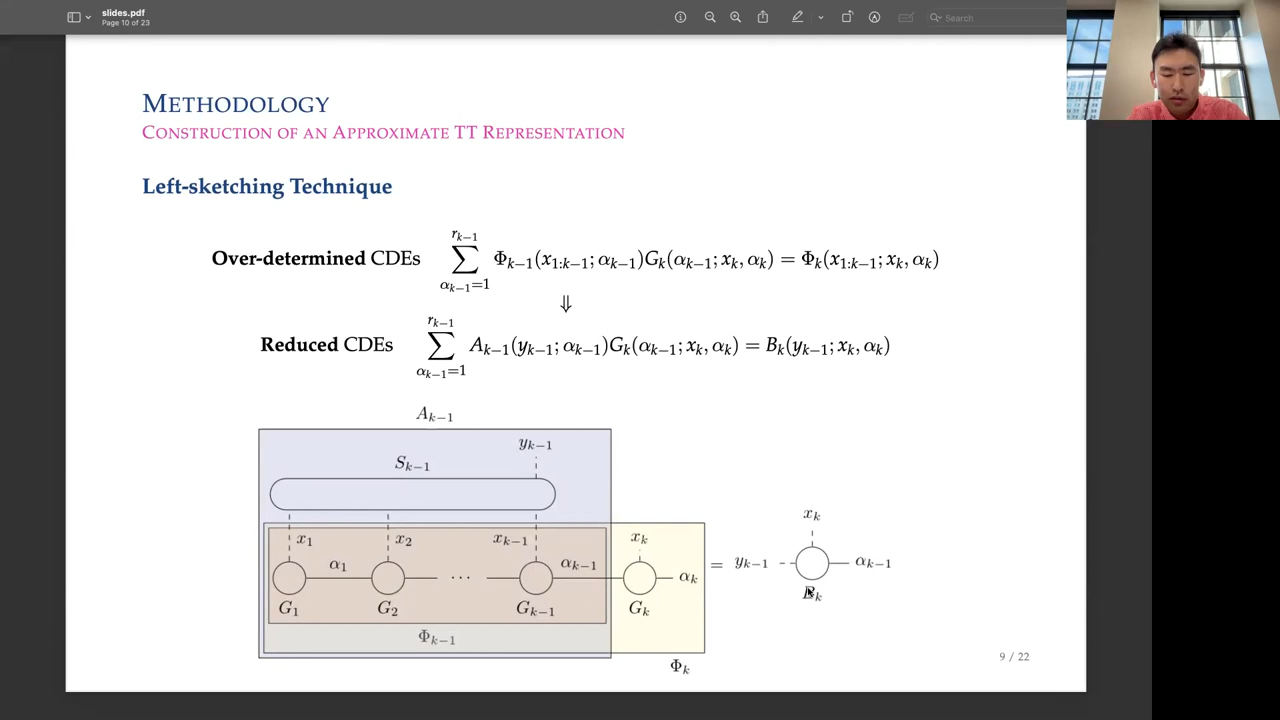 slides.pdf
Page 10 of 23
Search
METHODOLOGY
CONSTRUCTION OF AN APPROXIMATE TT REPRESENTATION
Left-sketching Technique
Over-determined CDEs ∑_{α_{k−1}=1}^{r_{k−1}} Φ_{k−1}(x_{1:k−1}; α_{k−1})G_k(α_{k−1}; x_k, α_k) = Φ_k(x_{1:k−1}; x_k, α_k)
⇓
Reduced CDEs ∑_{α_{k−1}=1}^{r_{k−1}} A_{k−1}(y_{k−1}; α_{k−1})G_k(α_{k−1}; x_k, α_k) = B_k(y_{k−1}; x_k, α_k)
A_{k−1}
y_{k−1}
S_{k−1}
x_1 x_2 x_{k−1} x_k x_k
α_1 ⋯ α_{k−1} α_k = y_{k−1} α_{k−1}
G_1 G_2 G_{k−1} G_k B_k
Φ_{k−1}
Φ_k
9 / 22